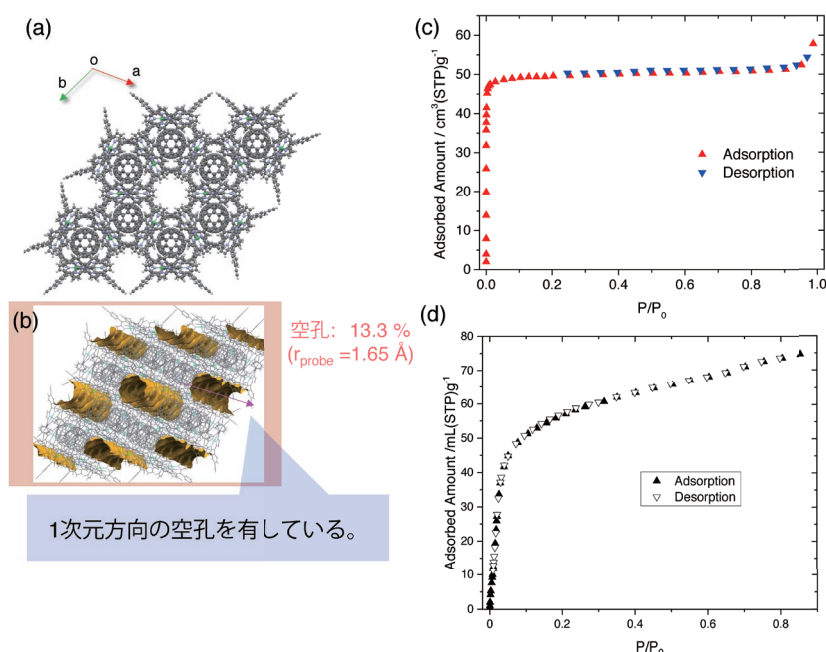 (a)
o
b
a
(b)
空孔: 13.3 %
(rprobe =1.65 Å)
1次元方向の空孔を有している。
(c)
Adsorbed Amount / cm3(STP)g-1
60
50
40
30
20
10
0
Adsorption
Desorption
0.0
0.2
0.4
0.6
0.8
1.0
P/P0
(d)
Adsorbed Amount /mL(STP)g-1
80
70
60
50
40
30
20
10
0
Adsorption
Desorption
0
0.2
0.4
0.6
0.8
P/P0